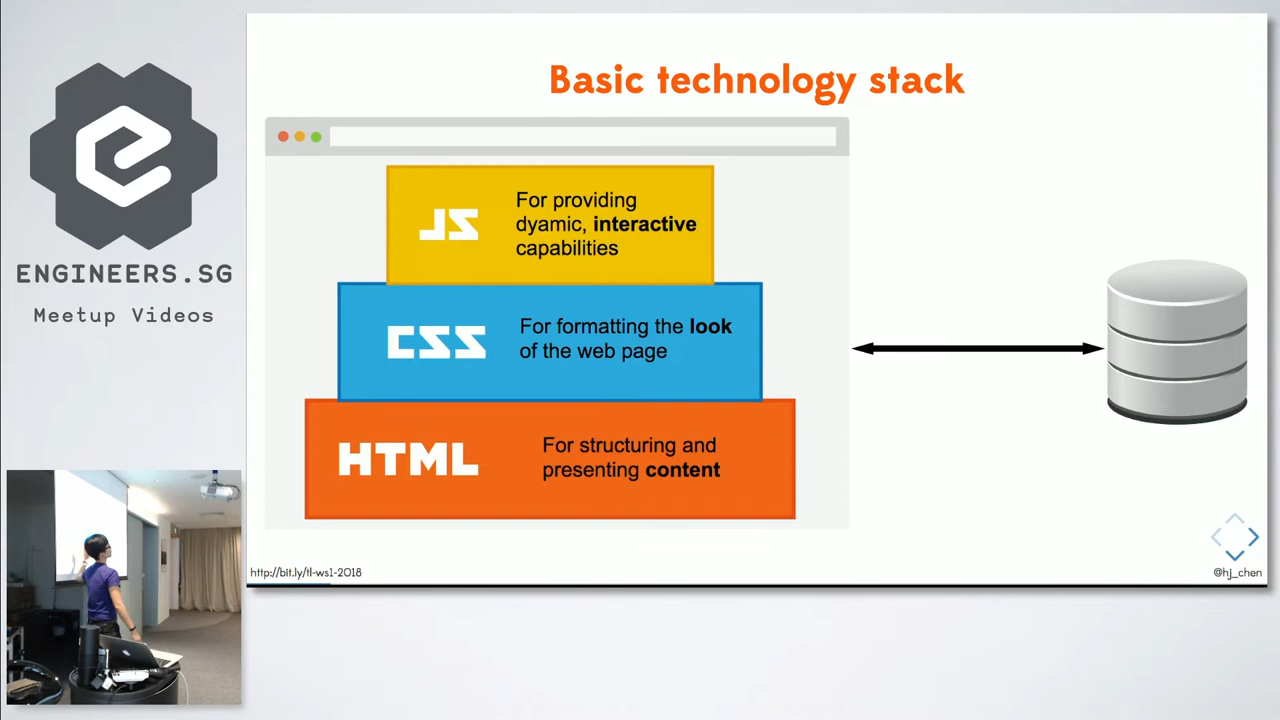 ENGINEERS.SG
Meetup Videos
Basic technology stack
JS
For providing
dyamic, interactive
capabilities
CSS
For formatting the look
of the web page
HTML
For structuring and
presenting content
http://bit.ly/tl-ws1-2018
@hj_chen